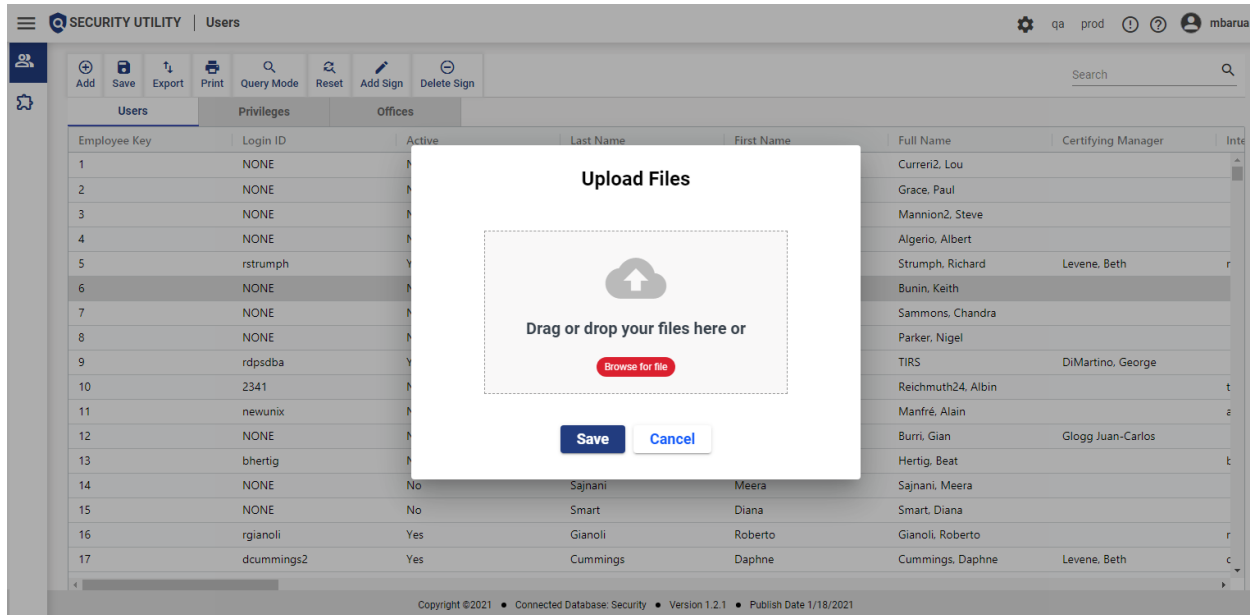 SECURITY UTILITY | Users qa prod mbarua
Add Save Export Print Query Mode Reset Add Sign Delete Sign Search
Users Privileges Offices
Employee Key Login ID Active Last Name First Name Full Name Certifying Manager Inte
1 NONE Curreri2, Lou
2 NONE Grace, Paul
3 NONE Mannion2, Steve
4 NONE Algerio, Albert
5 rstrumph Strumph, Richard Levene, Beth
6 NONE Bunin, Keith
7 NONE Sammons, Chandra
8 NONE Parker, Nigel
9 rdpsdba TIRS DiMartino, George
10 2341 Reichmuth24, Albin
11 newunix Manfré, Alain
12 NONE Burri, Gian Glogg Juan-Carlos
13 bhertig Hertig, Beat
14 NONE No Sajnani Meera Sajnani, Meera
15 NONE No Smart Diana Smart, Diana
16 rgianoli Yes Gianoli Roberto Gianoli, Roberto
17 dcummings2 Yes Cummings Daphne Cummings, Daphne Levene, Beth
Upload Files
Drag or drop your files here or
Browse for file
Save Cancel
Copyright ©2021 ● Connected Database: Security ● Version 1.2.1 ● Publish Date 1/18/2021